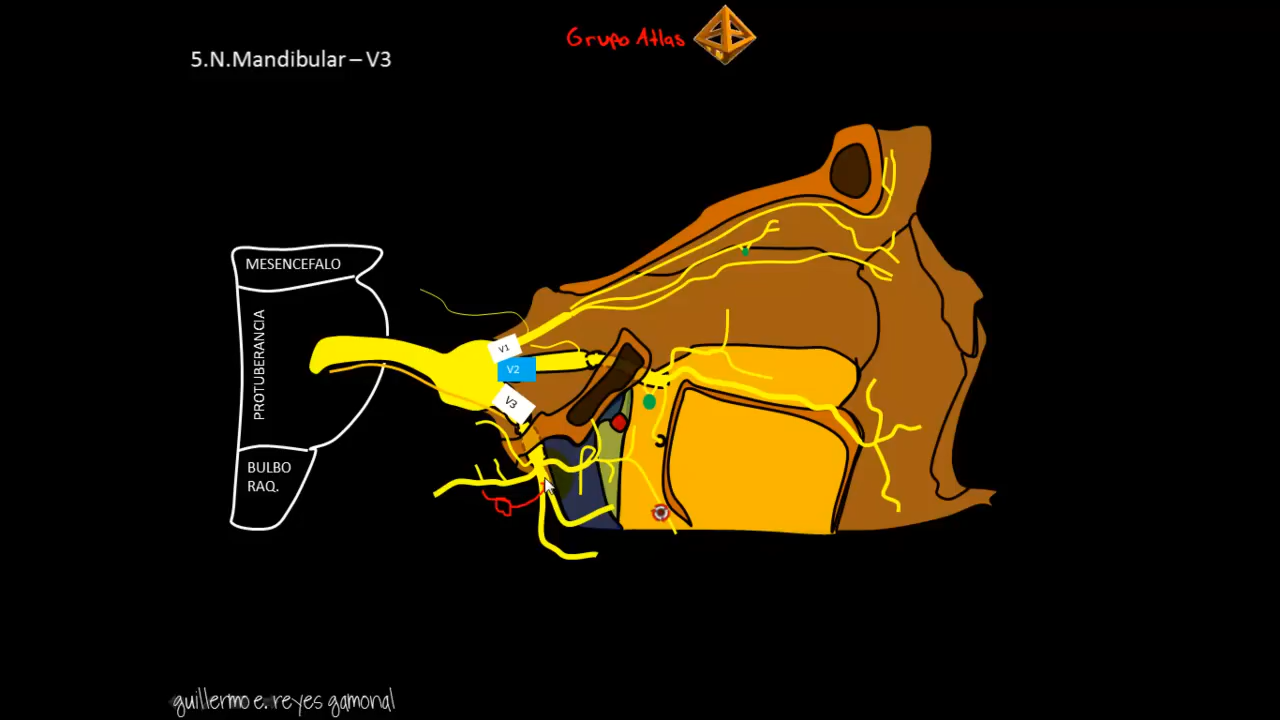 Grupo Atlas
5.N.Mandibular – V3
MESENCEFALO
PROTUBERANCIA
V1
V2
V3
BULBO
RAQ.
guillermo e. reyes gamonal